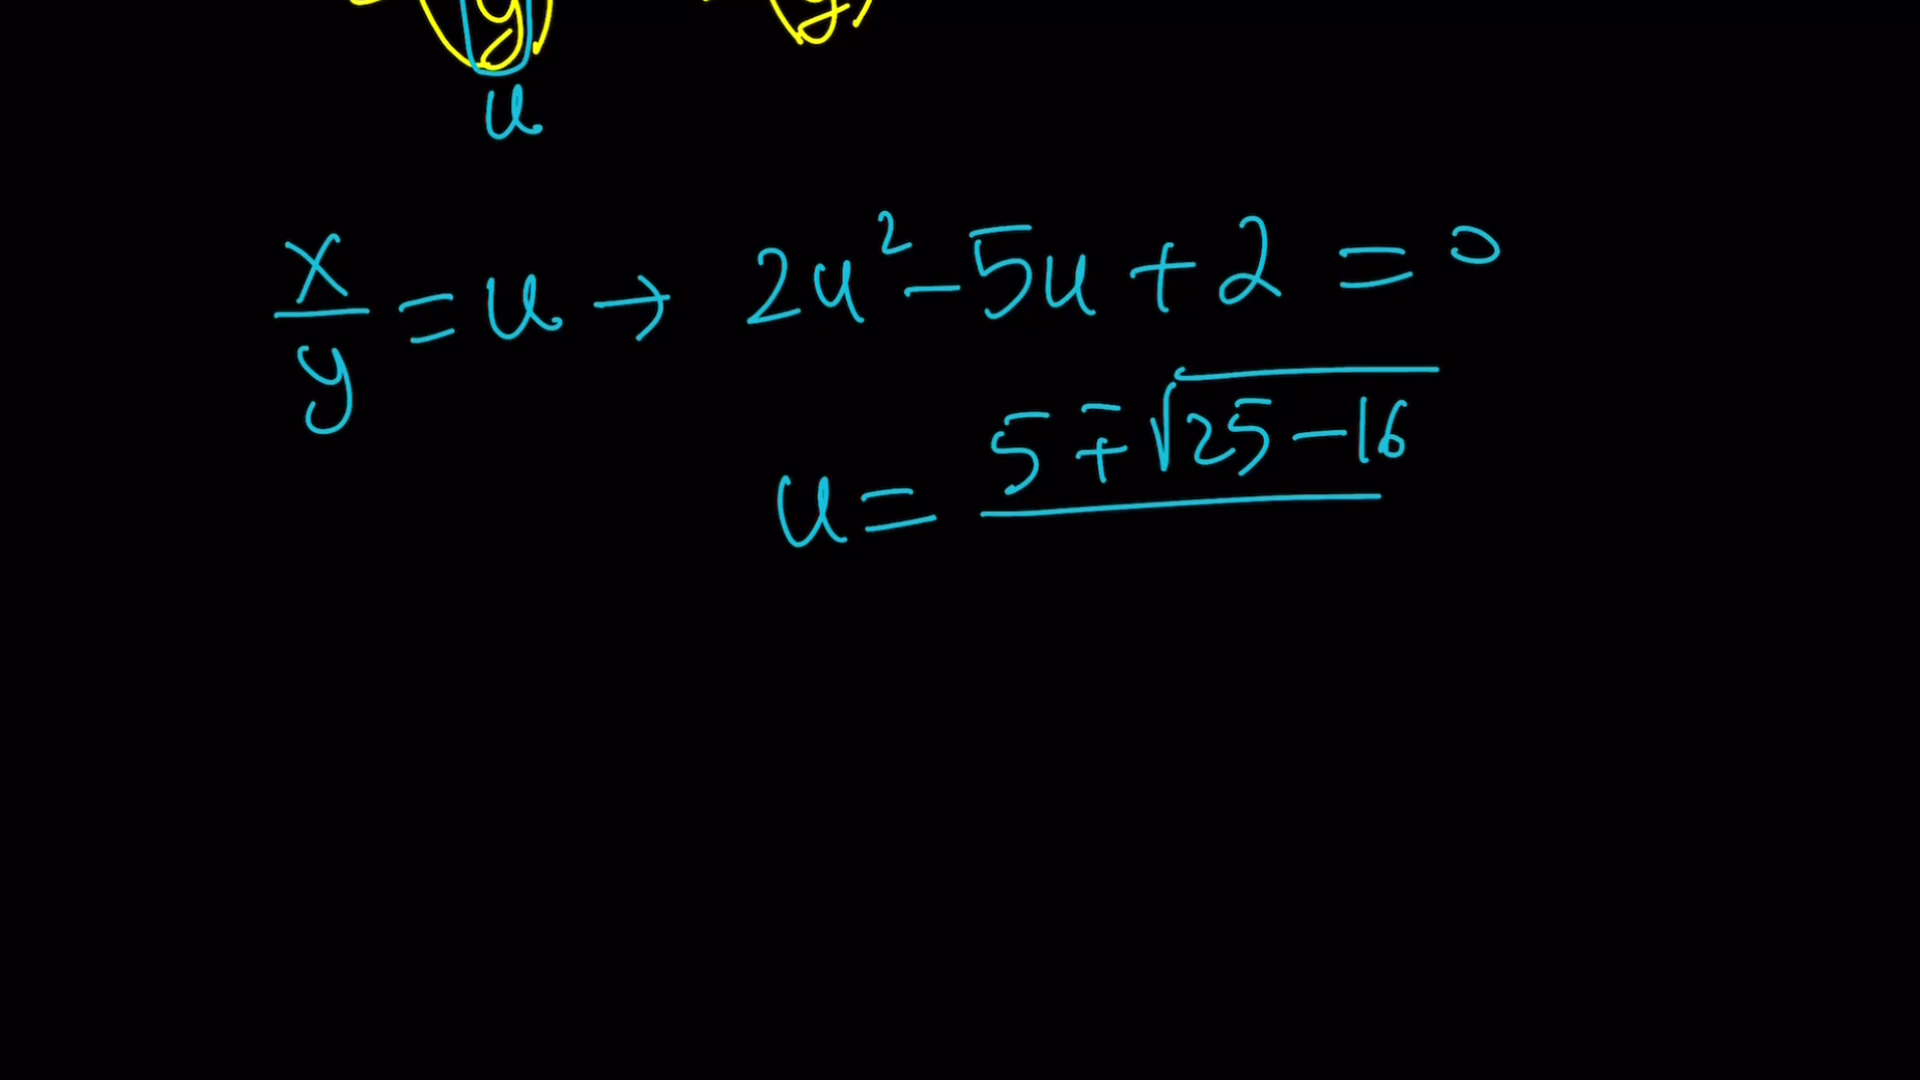 y y
u
x/y = u → 2u² - 5u + 2 = 0
u = 5 ∓ √25 - 16